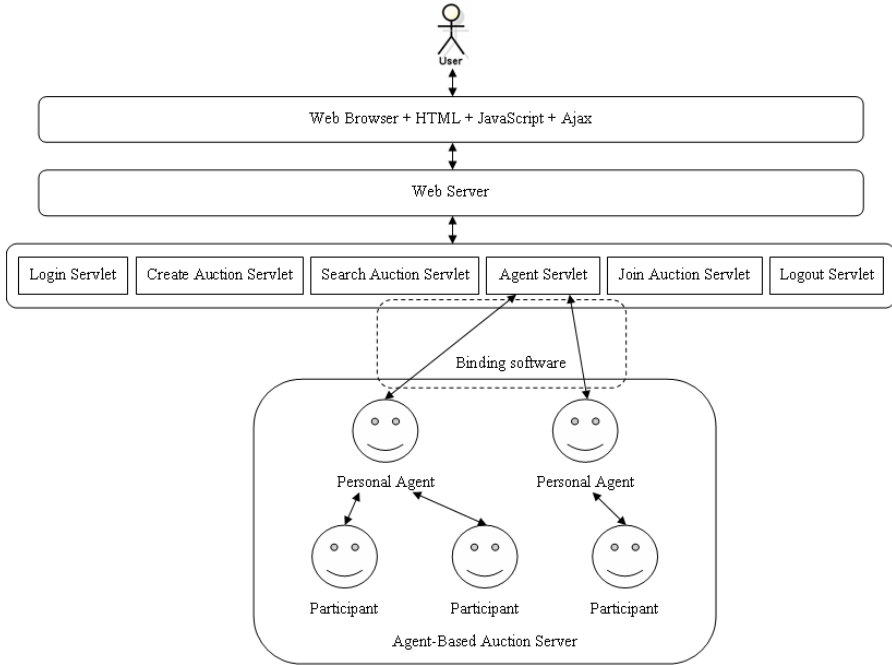 User
Web Browser + HTML + JavaScript + Ajax
Web Server
Login Servlet
Create Auction Servlet
Search Auction Servlet
Agent Servlet
Join Auction Servlet
Logout Servlet
Binding software
Personal Agent
Personal Agent
Participant
Participant
Participant
Agent-Based Auction Server